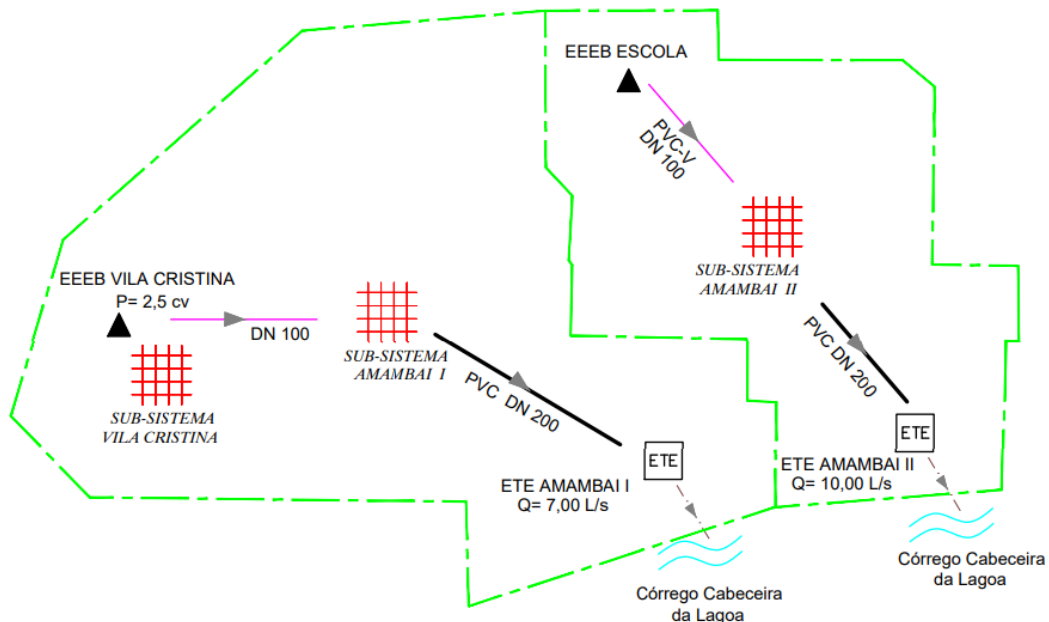 EEEB ESCOLA
PVC-V
DN 100
SUB-SISTEMA
AMAMBAI II
EEEB VILA CRISTINA
P= 2,5 cv
DN 100
SUB-SISTEMA
VILA CRISTINA
SUB-SISTEMA
AMAMBAI I
PVC DN 200
PVC DN 200
ETE
ETE AMAMBAI I
Q= 7,00 L/s
ETE
ETE AMAMBAI II
Q= 10,00 L/s
Córrego Cabeceira
da Lagoa
Córrego Cabeceira
da Lagoa